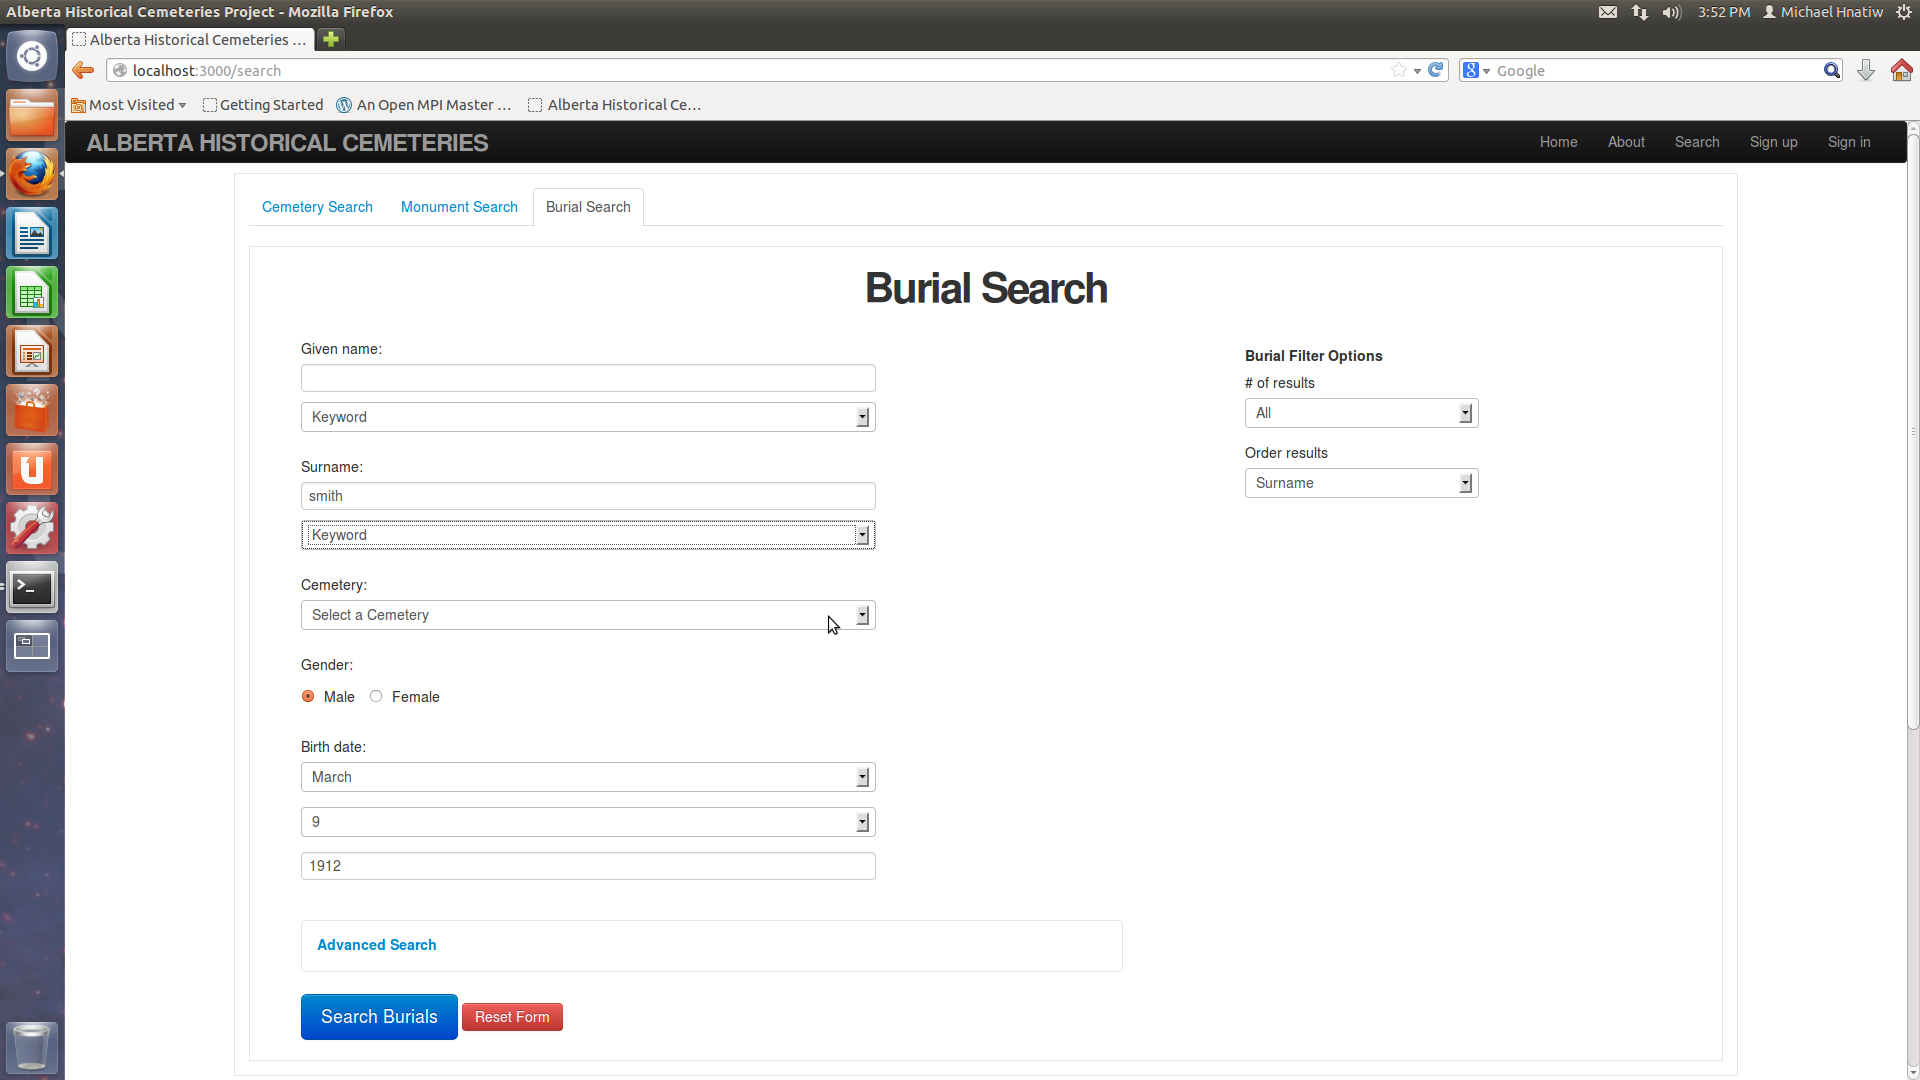 Alberta Historical Cemeteries Project - Mozilla Firefox
3:52 PM Michael Hnatiw
Alberta Historical Cemeteries ...
localhost:3000/search
Google
Most Visited Getting Started An Open MPI Master ... Alberta Historical Ce...
ALBERTA HISTORICAL CEMETERIES
Home About Search Sign up Sign in
Cemetery Search Monument Search Burial Search
Burial Search
Given name:
Keyword
Surname:
smith
Keyword
Cemetery:
Select a Cemetery
Gender:
Male Female
Birth date:
March
9
1912
Advanced Search
Search Burials Reset Form
Burial Filter Options
# of results
All
Order results
Surname